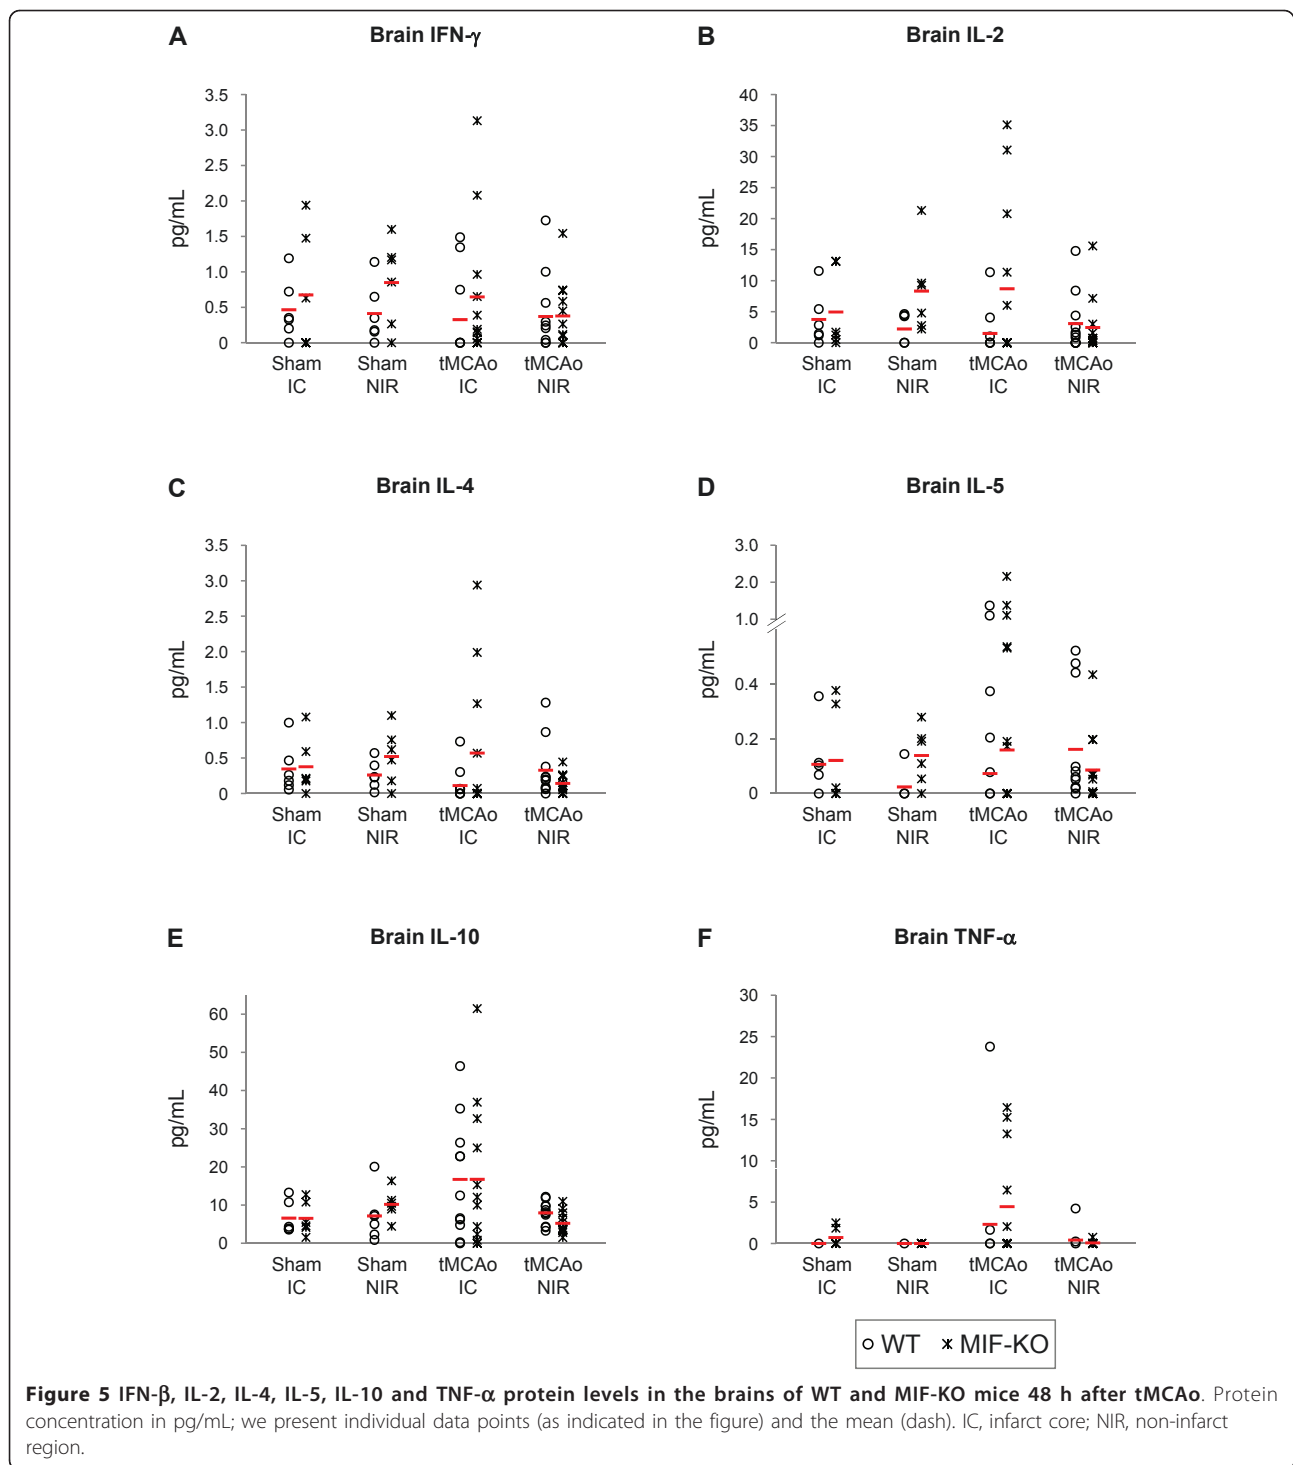 A Brain IFN-γ
3.5
3.0
2.5
2.0
1.5
1.0
0.5
0
pg/mL
Sham Sham tMCAo tMCAo
IC NIR IC NIR
B Brain IL-2
40
35
30
25
20
15
10
5
0
pg/mL
Sham Sham tMCAo tMCAo
IC NIR IC NIR
C Brain IL-4
3.5
3.0
2.5
2.0
1.5
1.0
0.5
0
pg/mL
Sham Sham tMCAo tMCAo
IC NIR IC NIR
D Brain IL-5
3.0
2.0
1.0
0.4
0.2
0
pg/mL
Sham Sham tMCAo tMCAo
IC NIR IC NIR
E Brain IL-10
60
50
40
30
20
10
0
pg/mL
Sham Sham tMCAo tMCAo
IC NIR IC NIR
F Brain TNF-α
30
25
20
15
10
5
0
pg/mL
Sham Sham tMCAo tMCAo
IC NIR IC NIR
WT MIF-KO
Figure 5 IFN-β, IL-2, IL-4, IL-5, IL-10 and TNF-α protein levels in the brains of WT and MIF-KO mice 48 h after tMCAo. Protein
concentration in pg/mL; we present individual data points (as indicated in the figure) and the mean (dash). IC, infarct core; NIR, non-infarct
region.